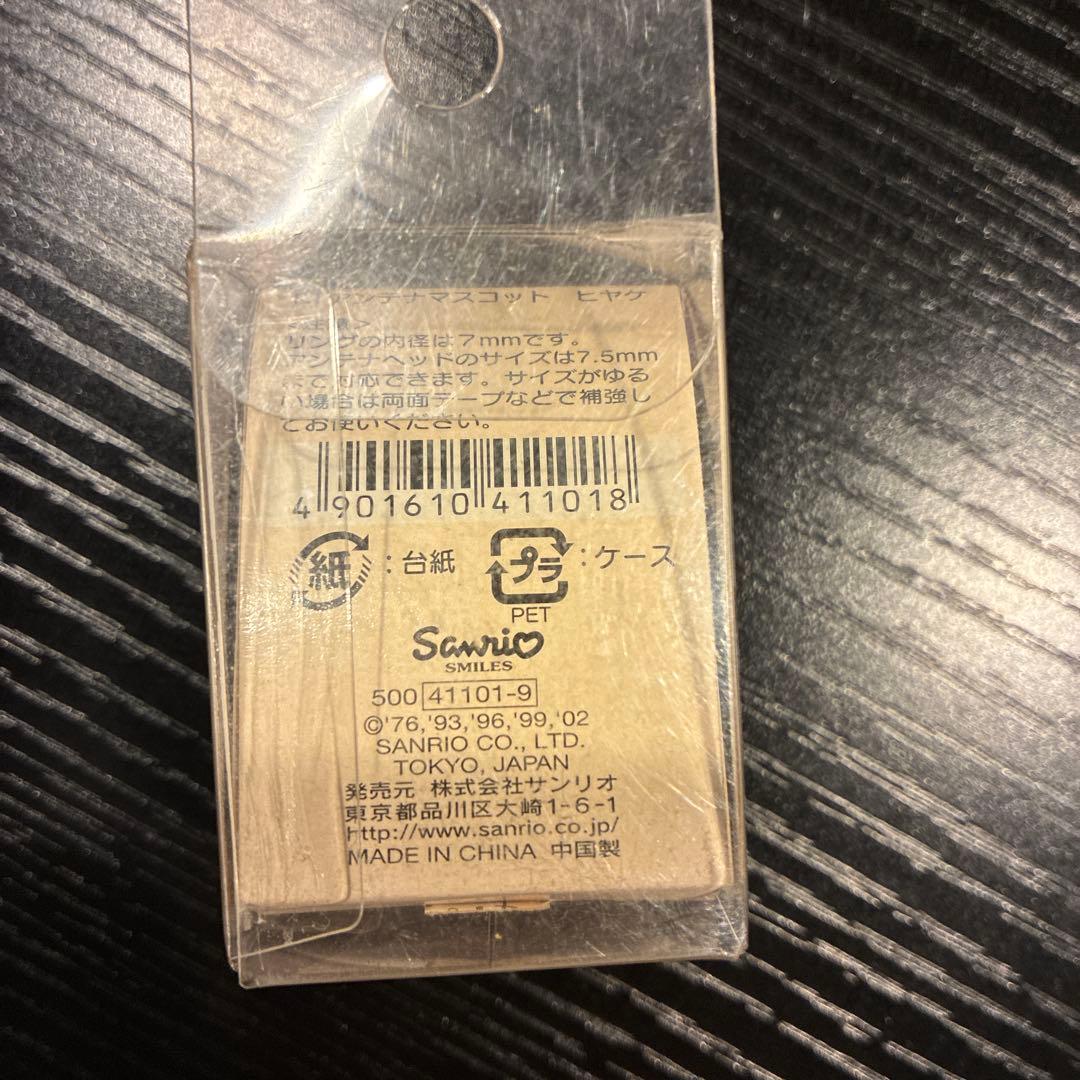 アンテナマスコット ヒヤケ
<注意>
リングの内径は7mmです。
アンテナヘッドのサイズは7.5mm
まで対応できます。サイズがゆる
い場合は両面テープなどで補強し
てお使いください。
4 901610 411018
紙 :台紙 プラ :ケース
PET
Sanrio
SMILES
500 41101-9
©'76,'93,'96,'99,'02
SANRIO CO., LTD.
TOKYO, JAPAN
発売元 株式会社サンリオ
東京都品川区大崎1-6-1
http://www.sanrio.co.jp/
MADE IN CHINA 中国製